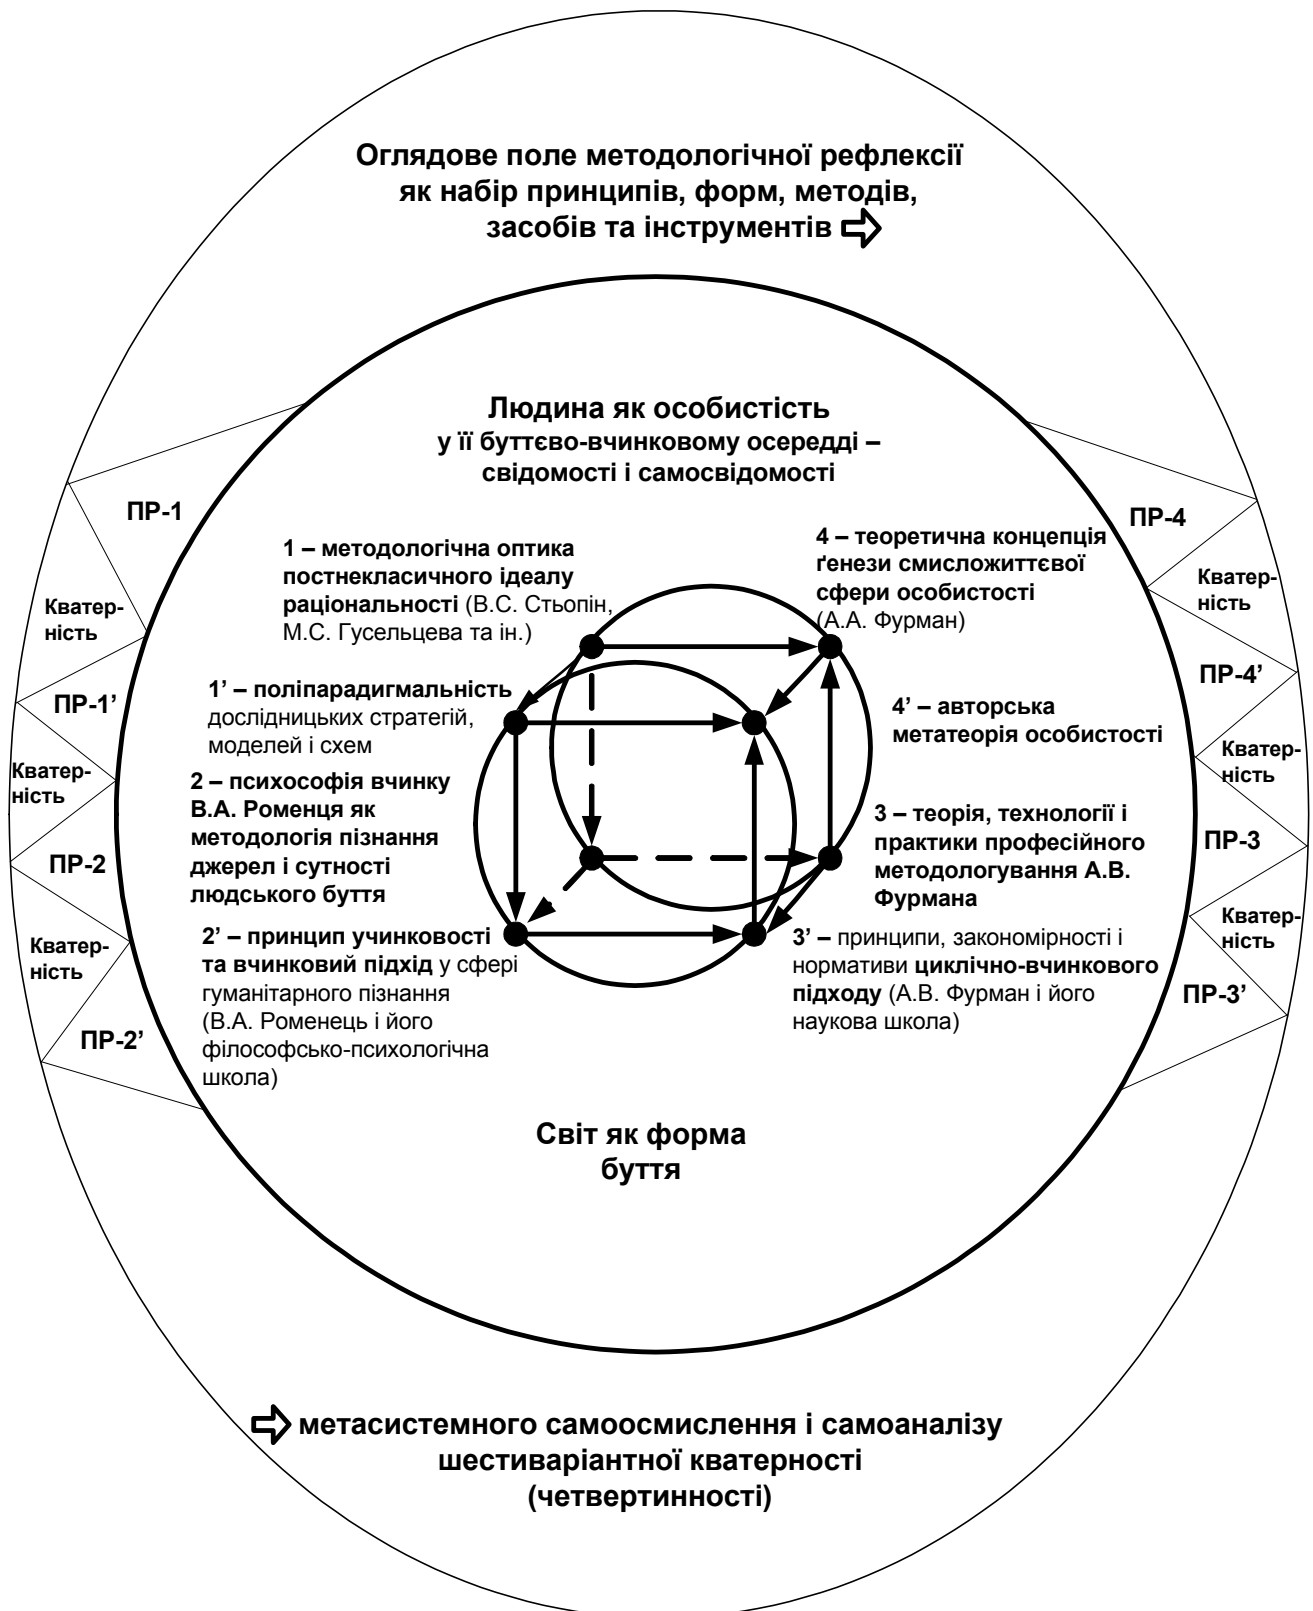 Оглядове поле методологічної рефлексії
як набір принципів, форм, методів,
засобів та інструментів
Людина як особистість
у її буттєво-вчинковому осередді –
свідомості і самосвідомості
ПР-1
Кватер-
ність
ПР-1’
Кватер-
ність
ПР-2
Кватер-
ність
ПР-2’
1 – методологічна оптика
постнекласичного ідеалу
раціональності (В.С. Стьопін,
М.С. Гусельцева та ін.)
1’ – поліпарадигмальність
дослідницьких стратегій,
моделей і схем
2 – психософія вчинку
В.А. Роменця як
методологія пізнання
джерел і сутності
людського буття
2’ – принцип учинковості
та вчинковий підхід у сфері
гуманітарного пізнання
(В.А. Роменець і його
філософсько-психологічна
школа)
4 – теоретична концепція
ґенези смисложиттєвої
сфери особистості
(А.А. Фурман)
4’ – авторська
метатеорія особистості
3 – теорія, технології і
практики професійного
методологування А.В.
Фурмана
3’ – принципи, закономірності і
нормативи циклічно-вчинкового
підходу (А.В. Фурман і його
наукова школа)
ПР-4
Кватер-
ність
ПР-4’
Кватер-
ність
ПР-3
Кватер-
ність
ПР-3’
Світ як форма
буття
метасистемного самоосмислення і самоаналізу
шестиваріантної кватерності
(четвертинності)